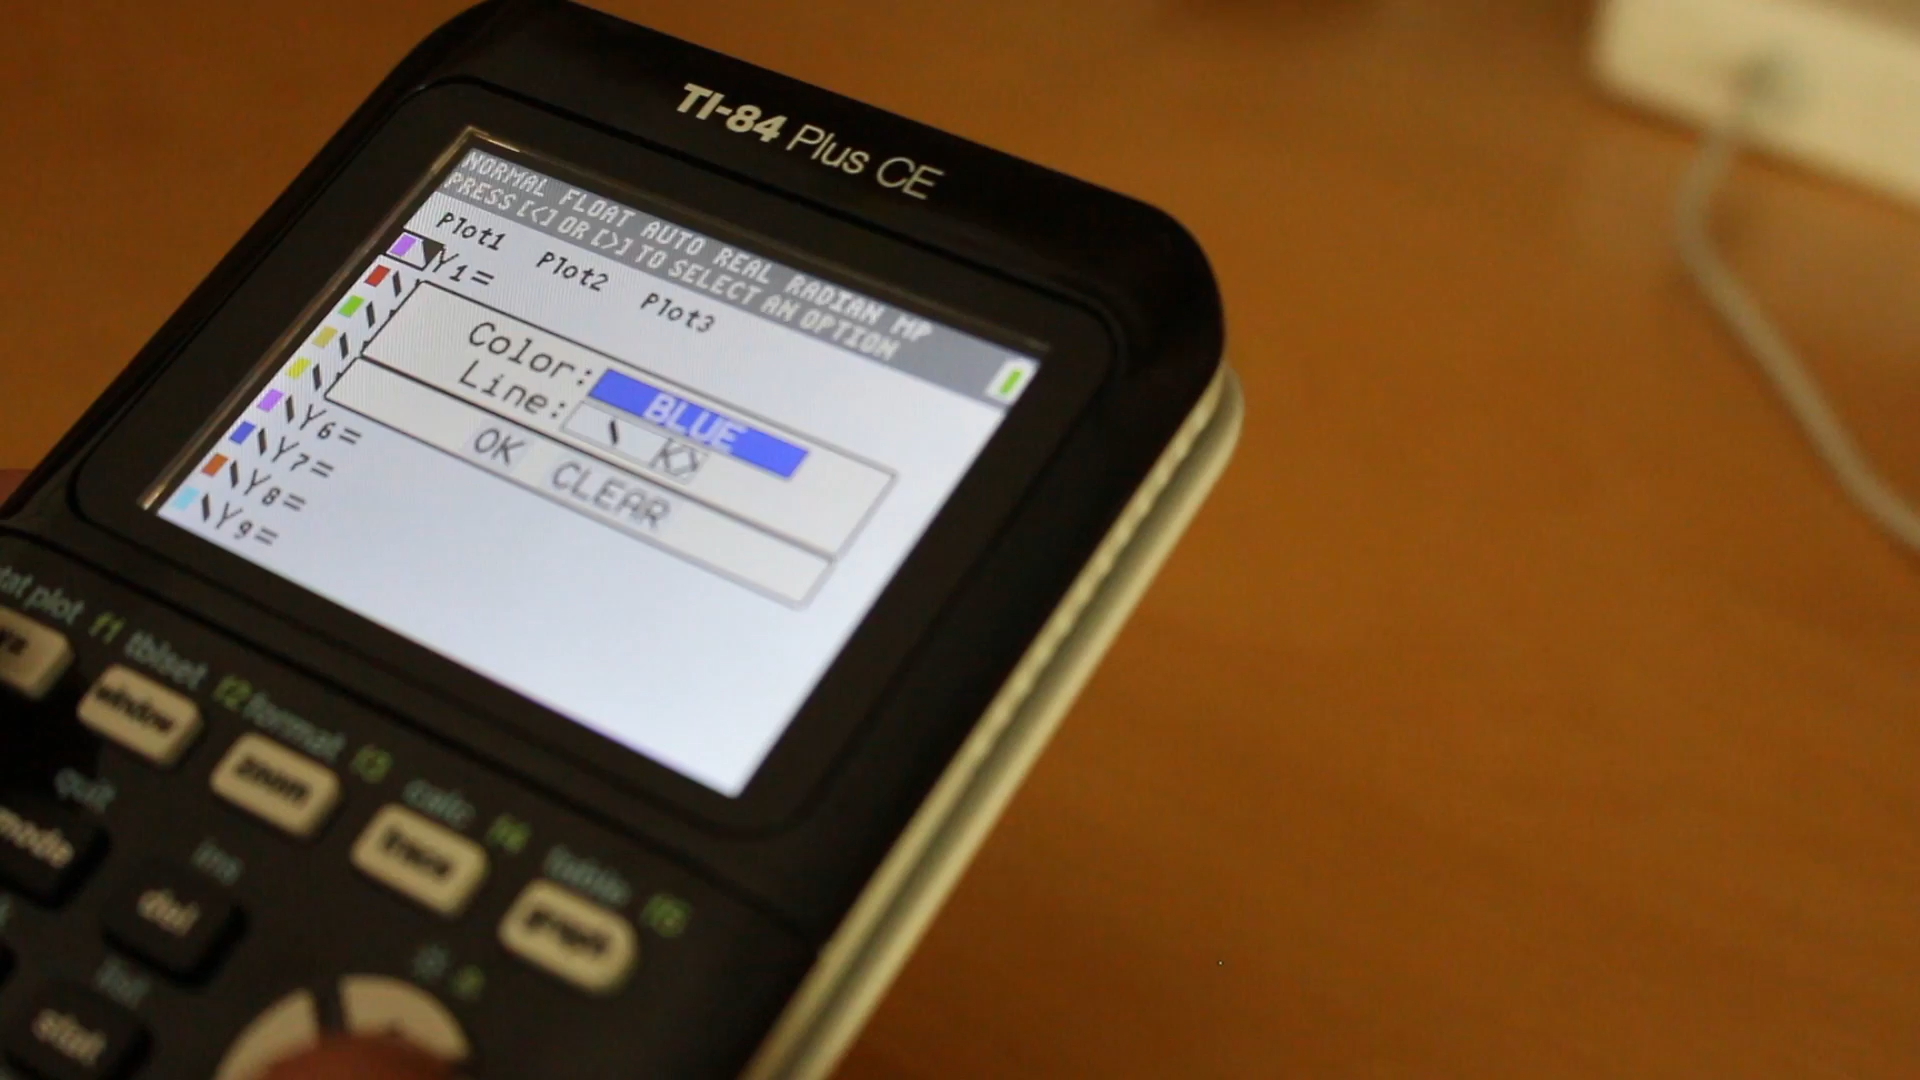 TI-84 Plus CE
NORMAL FLOAT AUTO REAL RADIAN MP
PRESS [<] OR [>] TO SELECT AN OPTION
Plot1 Plot2 Plot3
\Y1=
Color: BLUE
Line:
OK CLEAR
\Y6=
\Y7=
\Y8=
\Y9=
stat plot f1 tblset f2 format f3 calc f4 table f5
window
zoom
trace
graph
quit
mode
ins
del
list
stat